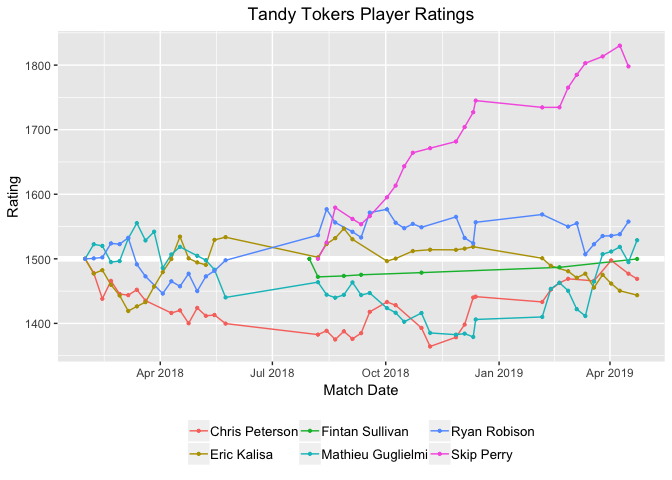 Tandy Tokers Player Ratings
Rating
1800
1700
1600
1500
1400
Apr 2018 Jul 2018 Oct 2018 Jan 2019 Apr 2019
Match Date
Chris Peterson Fintan Sullivan Ryan Robison
Eric Kalisa Mathieu Guglielmi Skip Perry